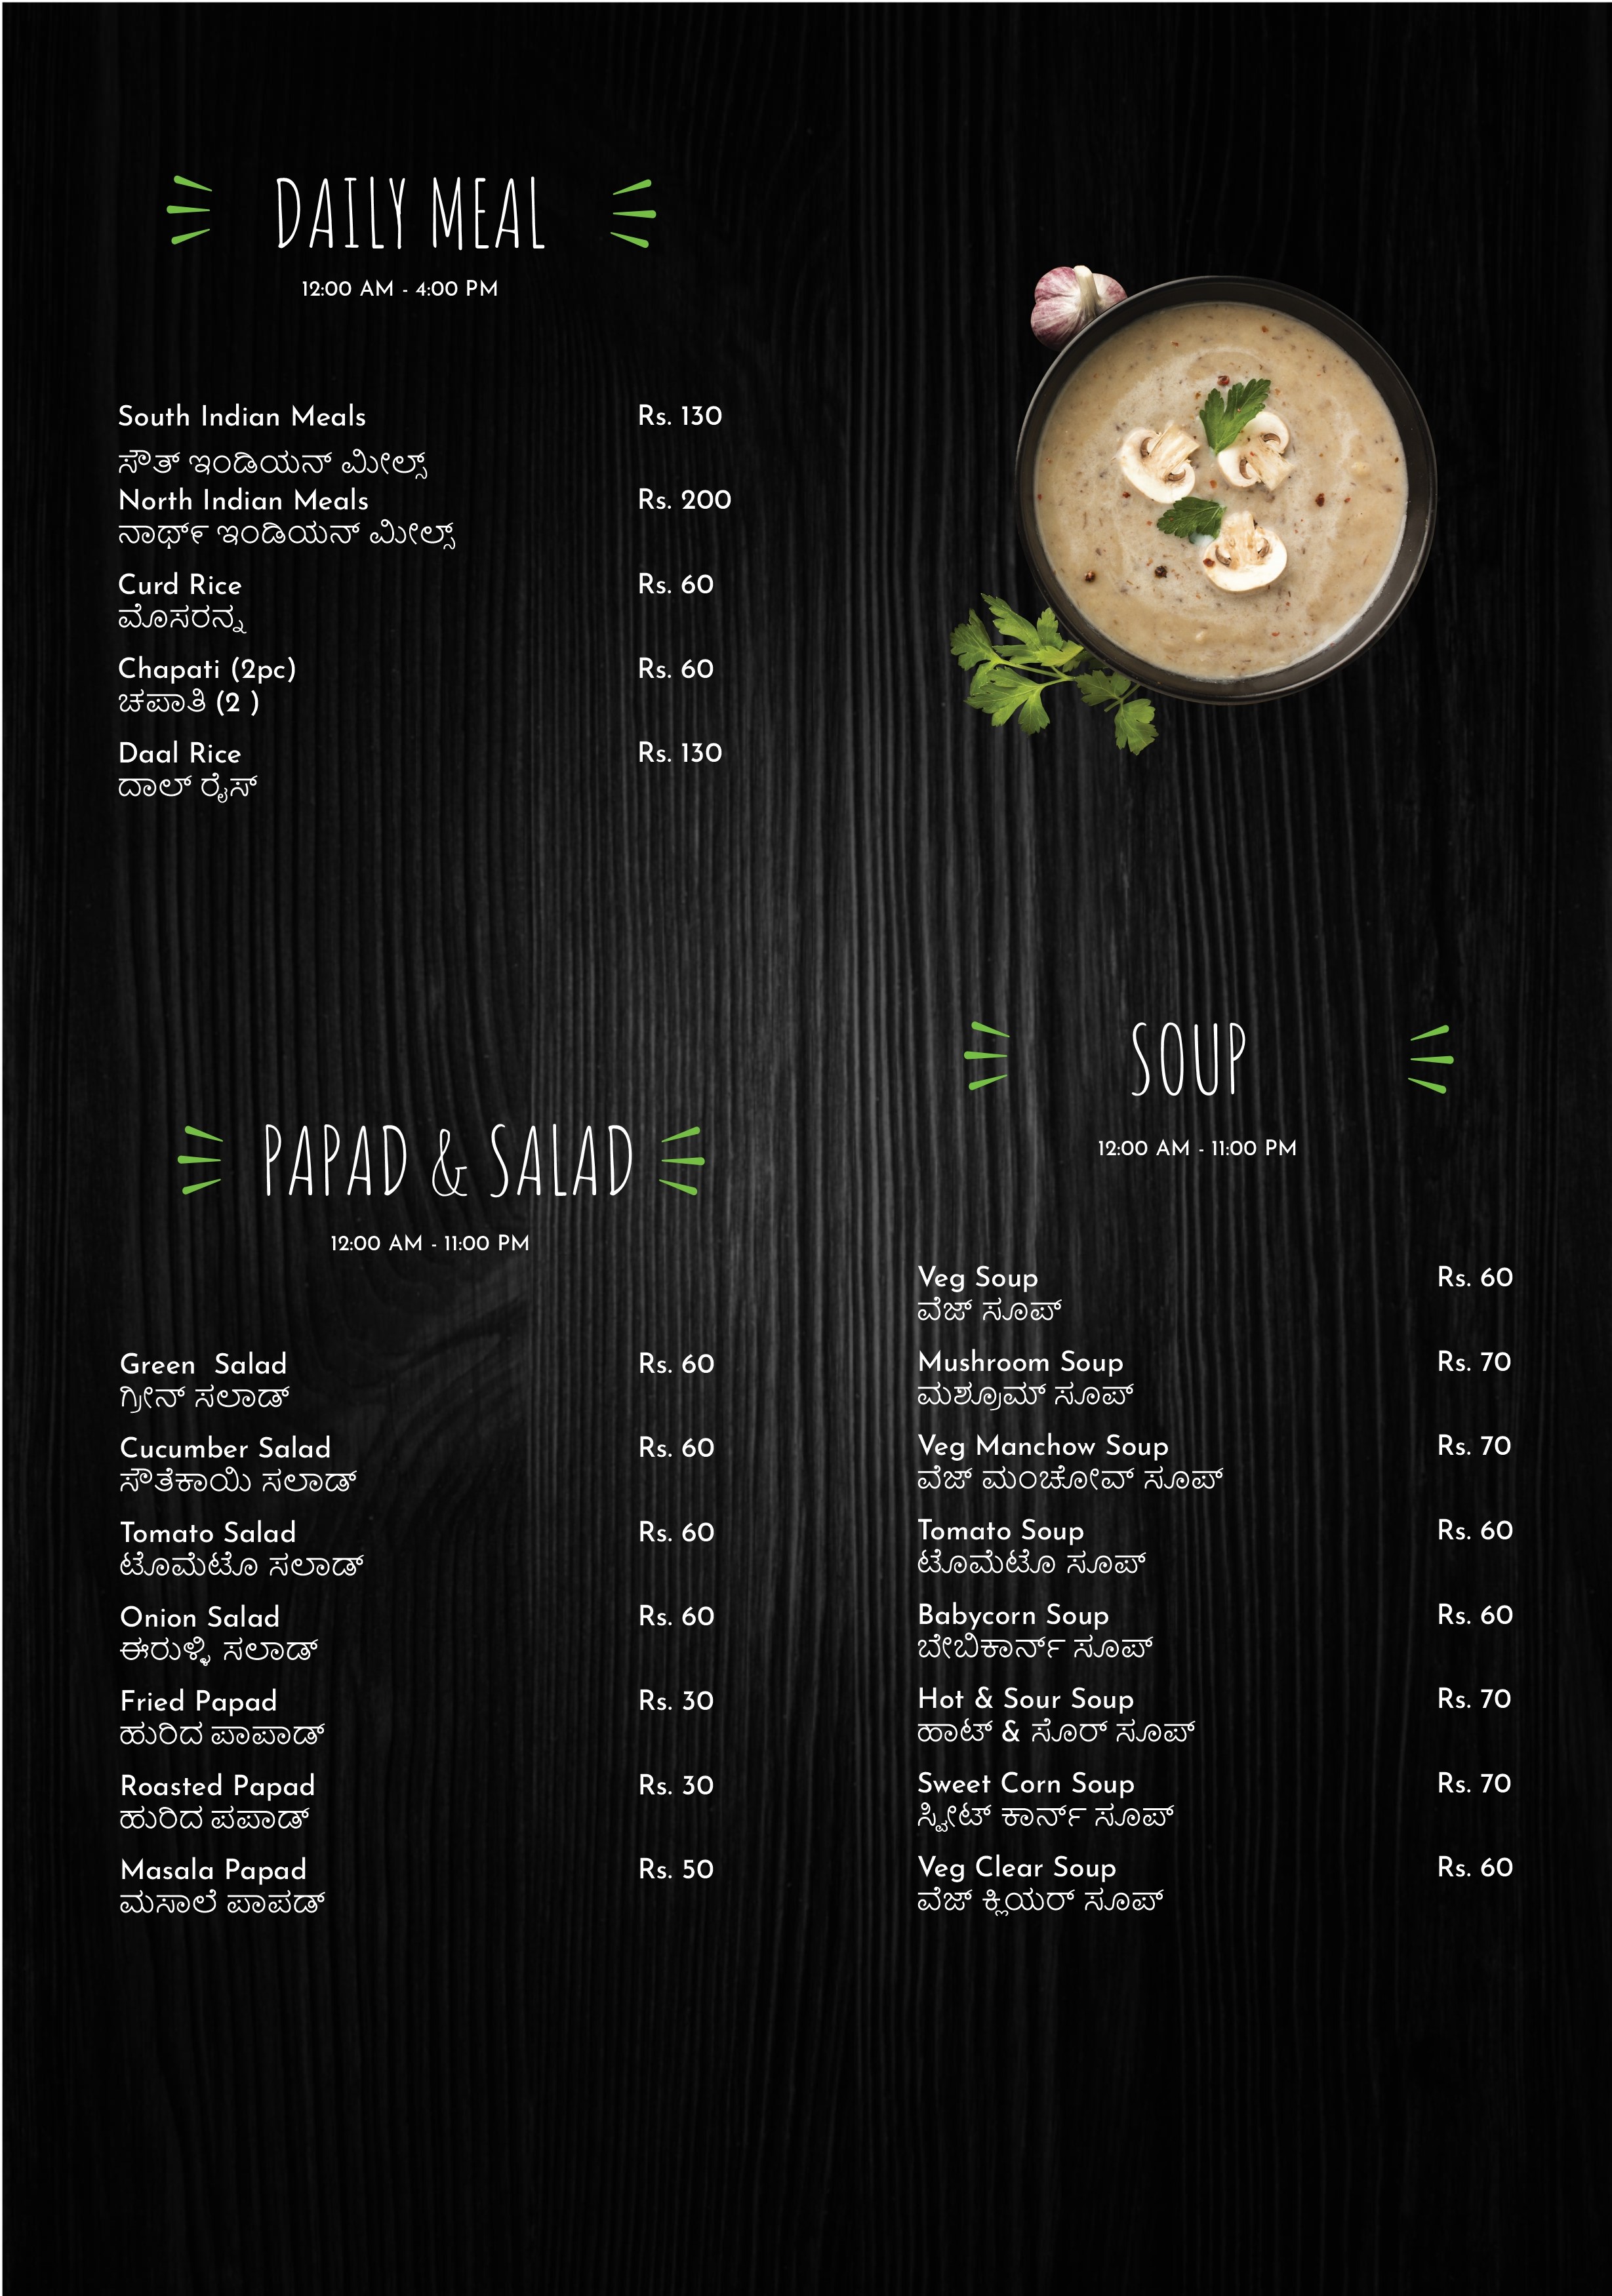 DAILY MEAL
12:00 AM - 4:00 PM
South Indian Meals Rs. 130
ಸೌತ್ ಇಂಡಿಯನ್ ಮೀಲ್ಸ್
North Indian Meals Rs. 200
ನಾರ್ಥ್ ಇಂಡಿಯನ್ ಮೀಲ್ಸ್
Curd Rice Rs. 60
ಮೊಸರನ್ನ
Chapati (2pc) Rs. 60
ಚಪಾತಿ (2 )
Daal Rice Rs. 130
ದಾಲ್ ರೈಸ್
PAPAD & SALAD
12:00 AM - 11:00 PM
Green Salad Rs. 60
ಗ್ರೀನ್ ಸಲಾಡ್
Cucumber Salad Rs. 60
ಸೌತೆಕಾಯಿ ಸಲಾಡ್
Tomato Salad Rs. 60
ಟೊಮೆಟೊ ಸಲಾಡ್
Onion Salad Rs. 60
ಈರುಳ್ಳಿ ಸಲಾಡ್
Fried Papad Rs. 30
ಹುರಿದ ಪಾಪಾಡ್
Roasted Papad Rs. 30
ಹುರಿದ ಪಪಾಡ್
Masala Papad Rs. 50
ಮಸಾಲೆ ಪಾಪಡ್
SOUP
12:00 AM - 11:00 PM
Veg Soup Rs. 60
ವೆಜ್ ಸೂಪ್
Mushroom Soup Rs. 70
ಮಶ್ರೂಮ್ ಸೂಪ್
Veg Manchow Soup Rs. 70
ವೆಜ್ ಮಂಚೋವ್ ಸೂಪ್
Tomato Soup Rs. 60
ಟೊಮೆಟೊ ಸೂಪ್
Babycorn Soup Rs. 60
ಬೇಬಿಕಾರ್ನ್ ಸೂಪ್
Hot & Sour Soup Rs. 70
ಹಾಟ್ & ಸೊರ್ ಸೂಪ್
Sweet Corn Soup Rs. 70
ಸ್ವೀಟ್ ಕಾರ್ನ್ ಸೂಪ್
Veg Clear Soup Rs. 60
ವೆಜ್ ಕ್ಲಿಯರ್ ಸೂಪ್